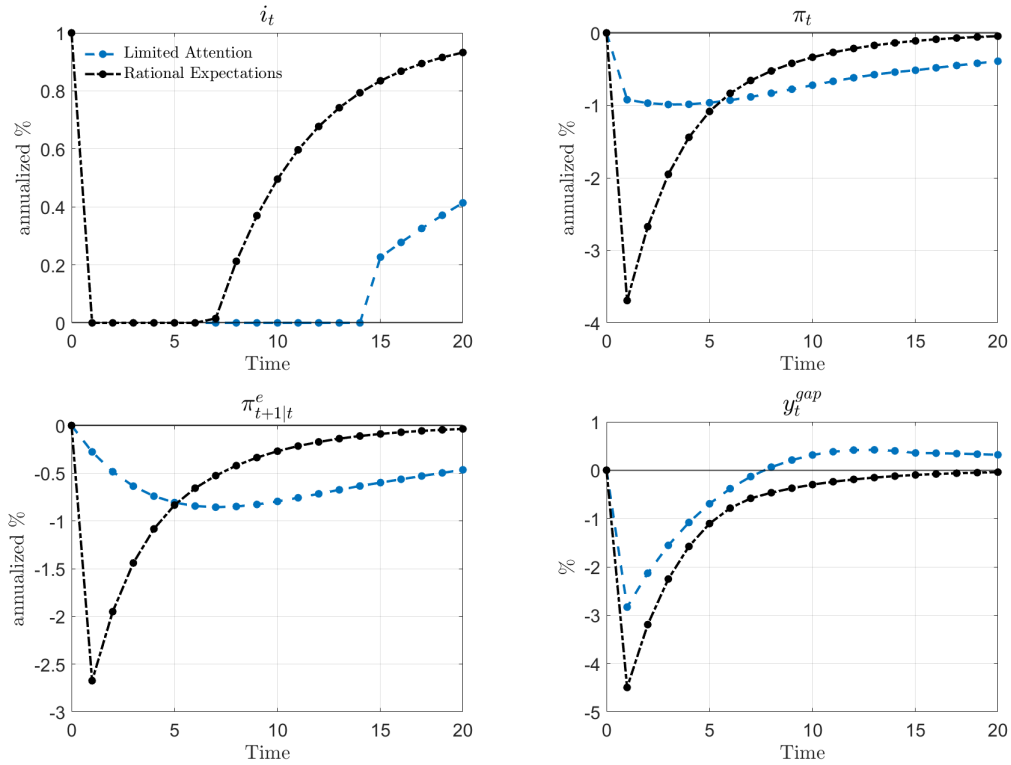 i_t
annualized %
1
0.8
0.6
0.4
0.2
0
Limited Attention
Rational Expectations
0 5 10 15 20
Time
π_t
annualized %
0
-1
-2
-3
-4
0 5 10 15 20
Time
π^e_{t+1|t}
annualized %
0
-0.5
-1
-1.5
-2
-2.5
-3
0 5 10 15 20
Time
y_t^{gap}
%
1
0
-1
-2
-3
-4
-5
0 5 10 15 20
Time